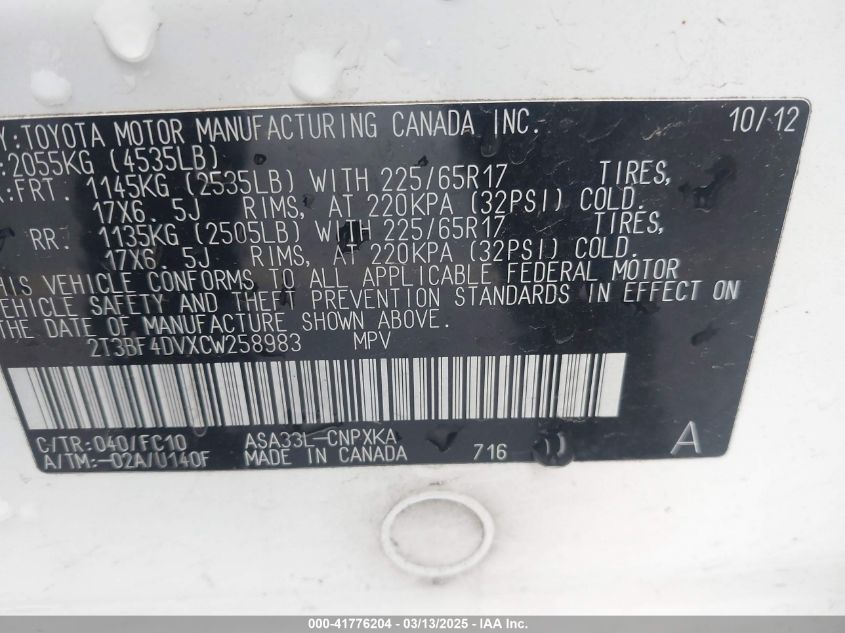 Y:TOYOTA MOTOR MANUFACTURING CANADA INC. 10/12
:2055KG (4535LB)
R:FRT. 1145KG (2535LB) WITH 225/65R17 TIRES,
17X6.5J RIMS, AT 220KPA (32PSI) COLD.
RR. 1135KG (2505LB) WITH 225/65R17 TIRES,
17X6.5J RIMS, AT 220KPA (32PSI) COLD.
HIS VEHICLE CONFORMS TO ALL APPLICABLE FEDERAL MOTOR
VEHICLE SAFETY AND THEFT PREVENTION STANDARDS IN EFFECT ON
THE DATE OF MANUFACTURE SHOWN ABOVE.
2T3BF4DVXCW258983 MPV
C/TR:040/FC10 ASA33L-CNPXKA
A/TM:-02A/U140F MADE IN CANADA 716 A
000-41776204 - 03/13/2025 - IAA Inc.